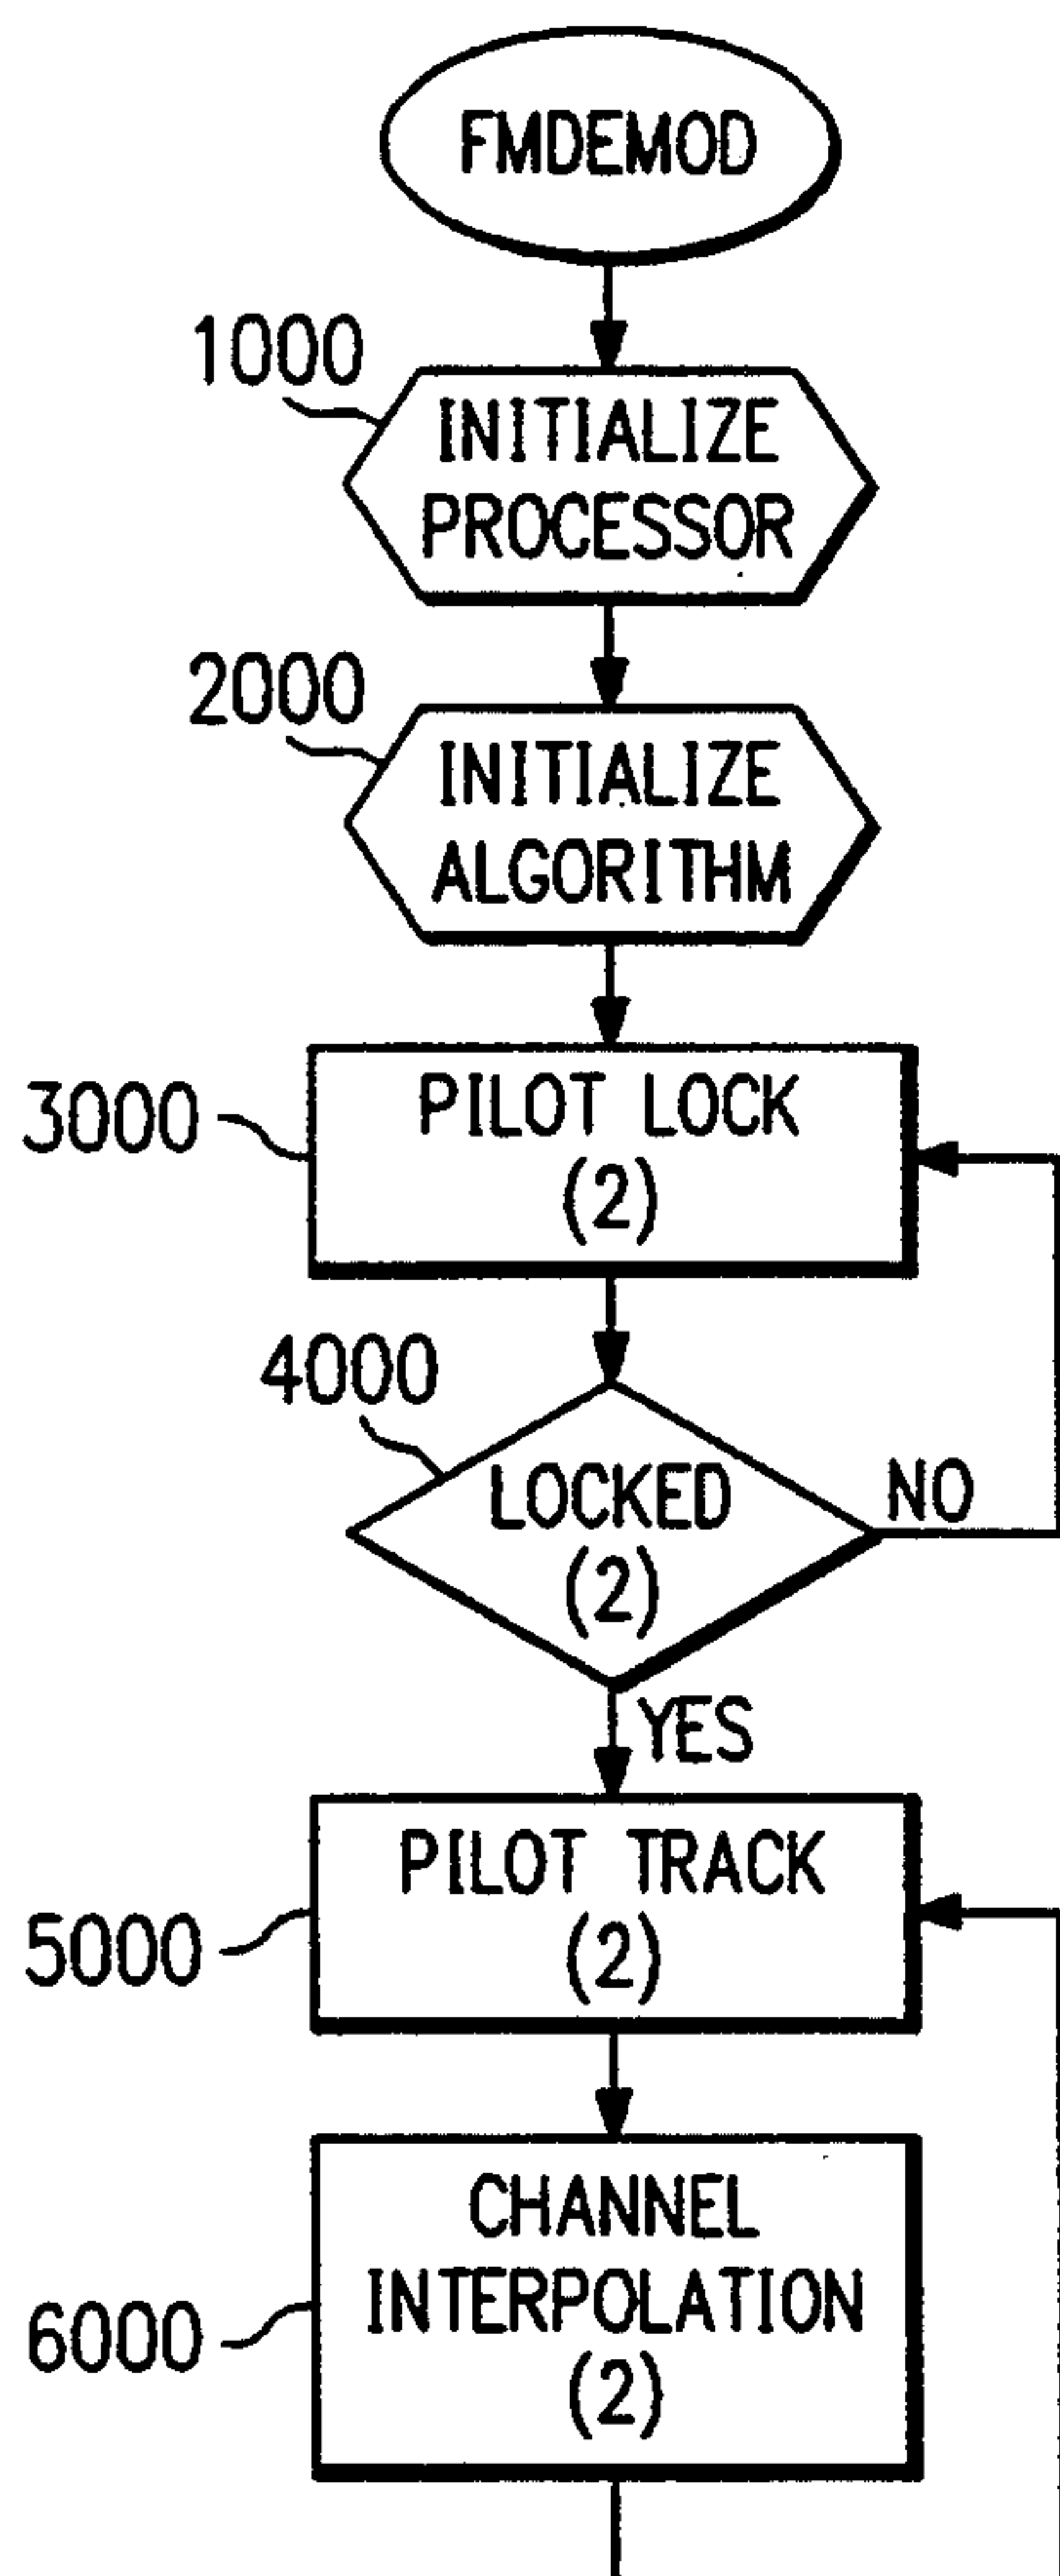 FMDEMOD
1000
INITIALIZE
PROCESSOR
2000
INITIALIZE
ALGORITHM
3000
PILOT LOCK
(2)
4000
LOCKED
(2)
NO
YES
5000
PILOT TRACK
(2)
6000
CHANNEL
INTERPOLATION
(2)